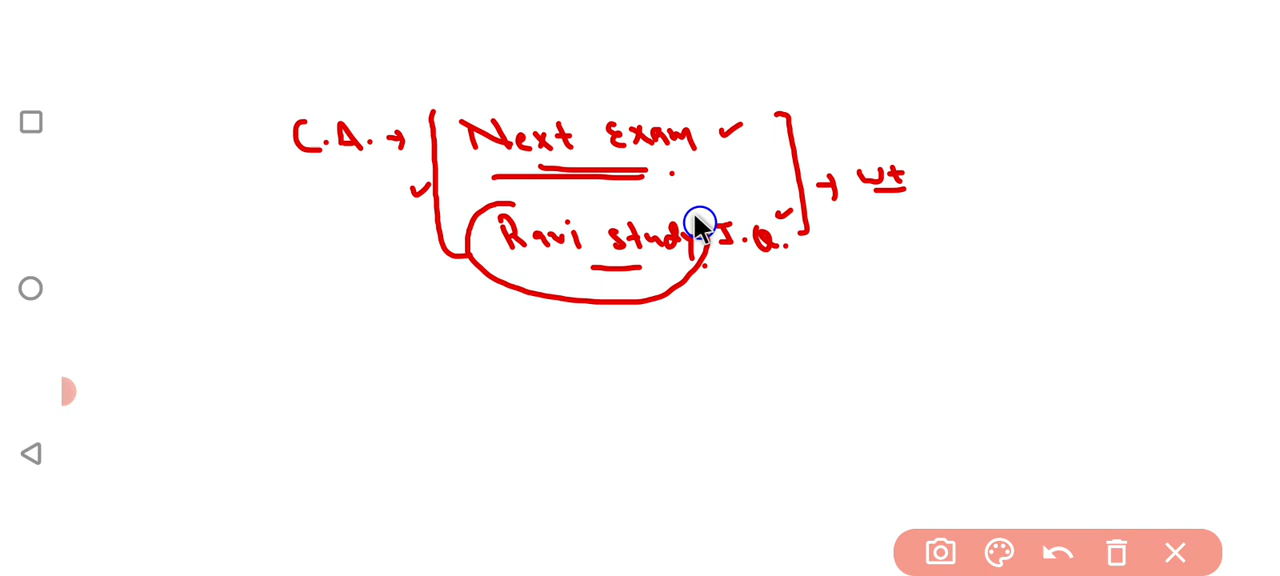 C.A. → Next Exam ✓
→ wt
✓ Ravi study I.Q. ✓